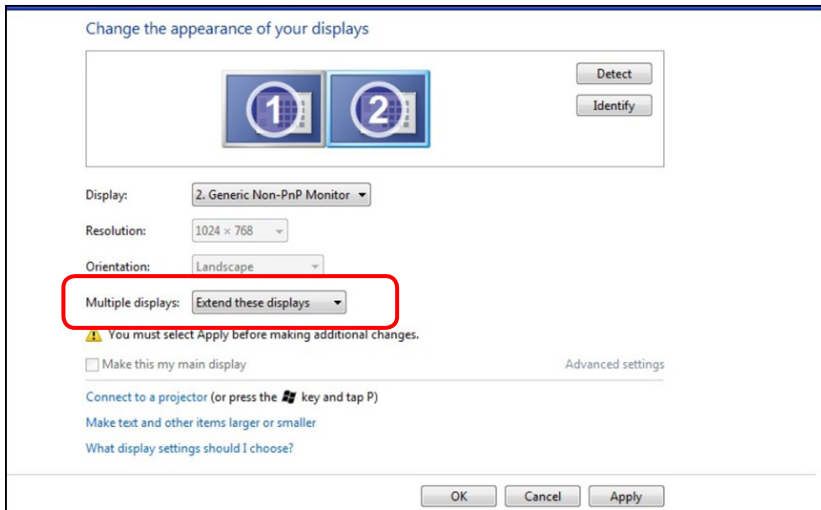 Change the appearance of your displays
1 2
Detect
Identify
Display: 2. Generic Non-PnP Monitor
Resolution: 1024 × 768
Orientation: Landscape
Multiple displays: Extend these displays
You must select Apply before making additional changes.
Make this my main display Advanced settings
Connect to a projector (or press the key and tap P)
Make text and other items larger or smaller
What display settings should I choose?
OK Cancel Apply